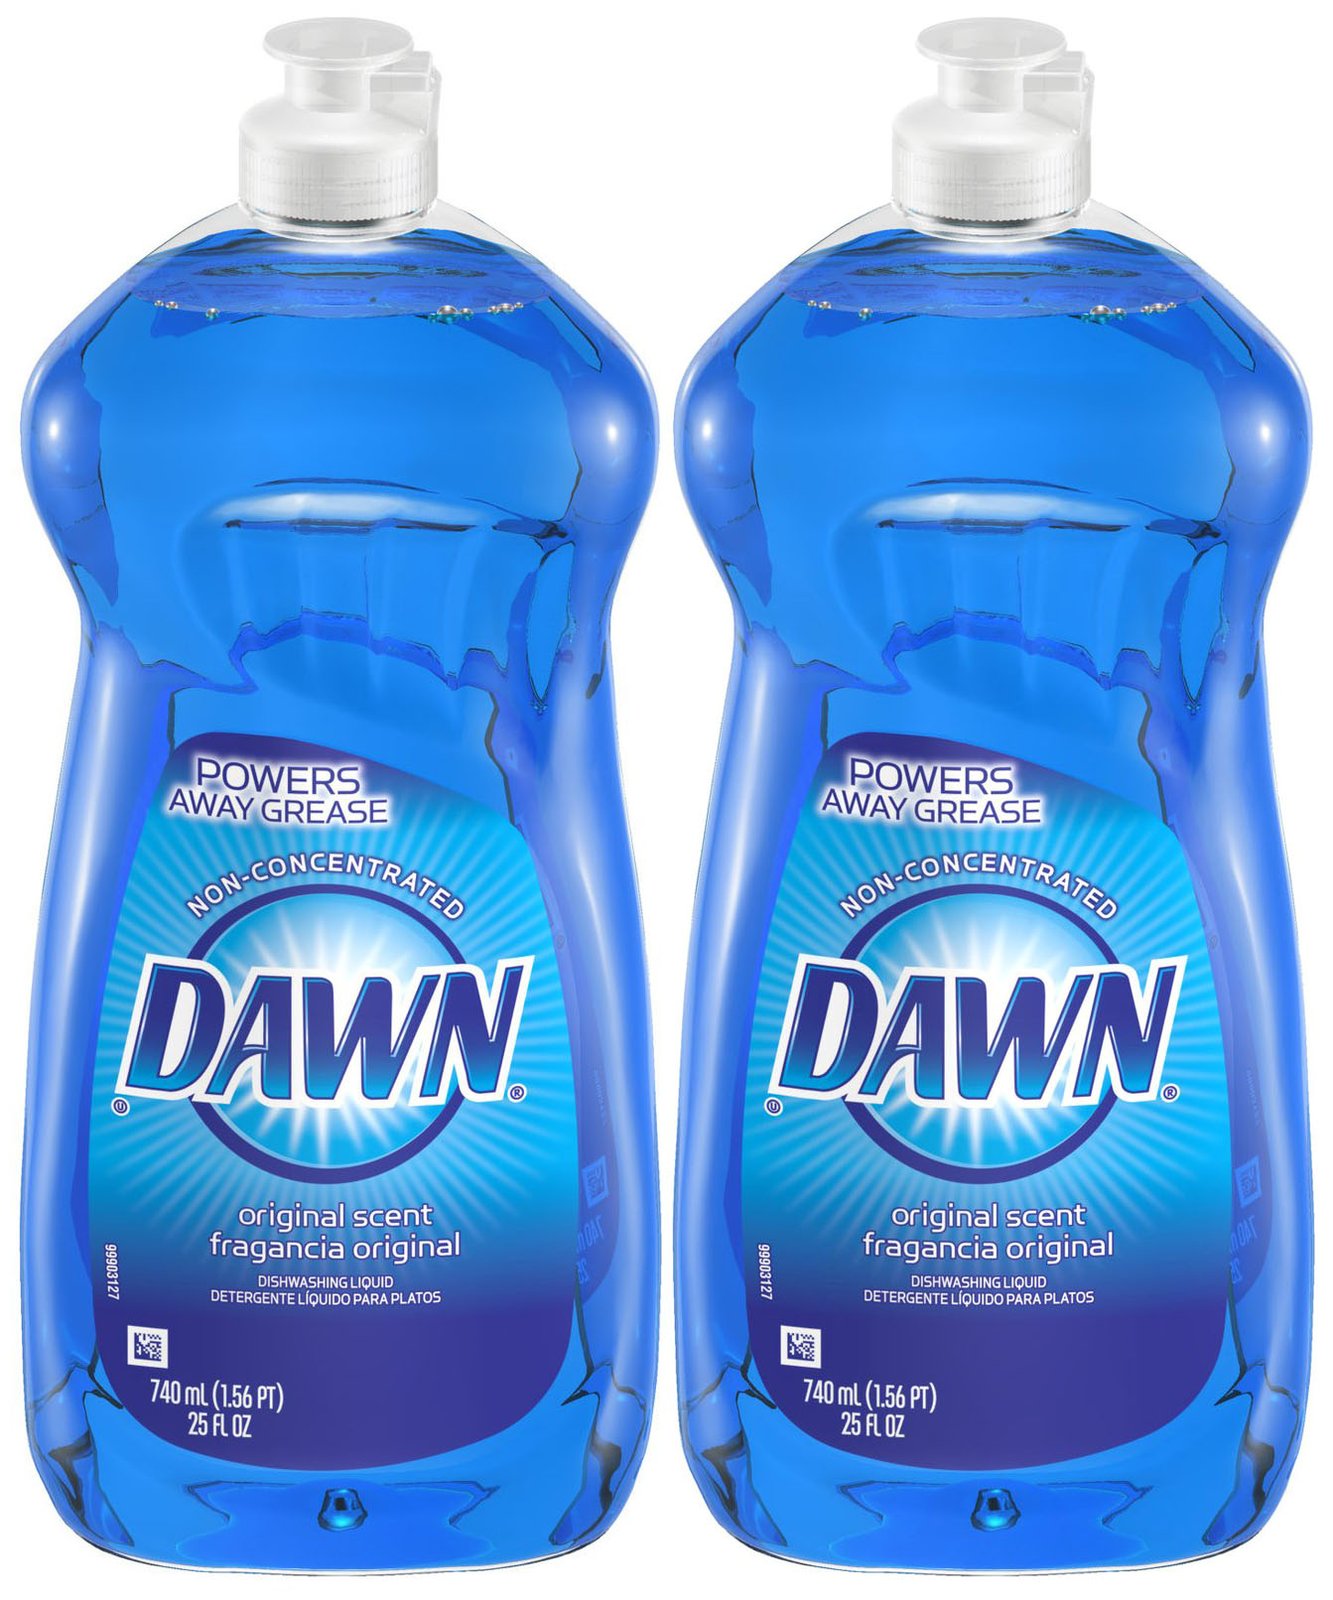 POWERS
AWAY GREASE
NON-CONCENTRATED
DAWN®
U
original scent
fragancia original
DISHWASHING LIQUID
DETERGENTE LÍQUIDO PARA PLATOS
99903127
740 mL (1.56 PT)
25 FL OZ
POWERS
AWAY GREASE
NON-CONCENTRATED
DAWN®
U
original scent
fragancia original
DISHWASHING LIQUID
DETERGENTE LÍQUIDO PARA PLATOS
99903127
740 mL (1.56 PT)
25 FL OZ